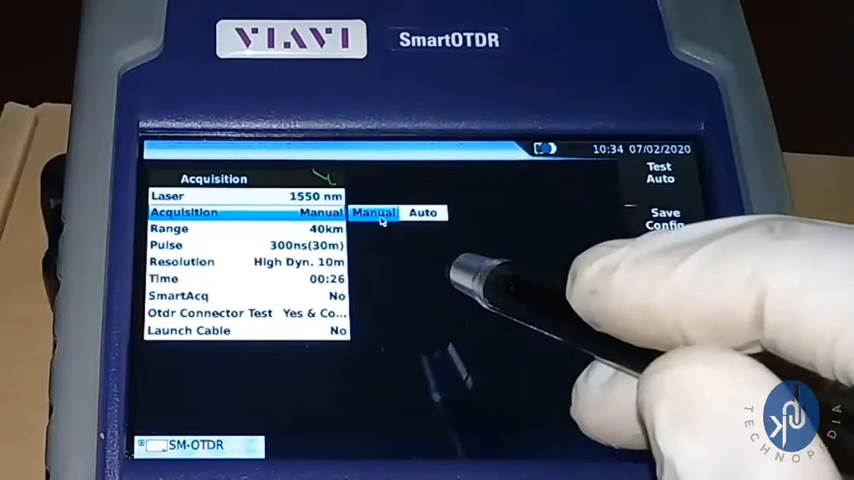 VIAVI SmartOTDR
10:34 07/02/2020
Acquisition
Test
Auto
Laser 1550 nm
Acquisition Manual Manual Auto
Save
Config
Range 40km
Pulse 300ns(30m)
Resolution High Dyn. 10m
Time 00:26
SmartAcq No
Otdr Connector Test Yes & Co...
Launch Cable No
SM-OTDR
TECHNOPEDIA